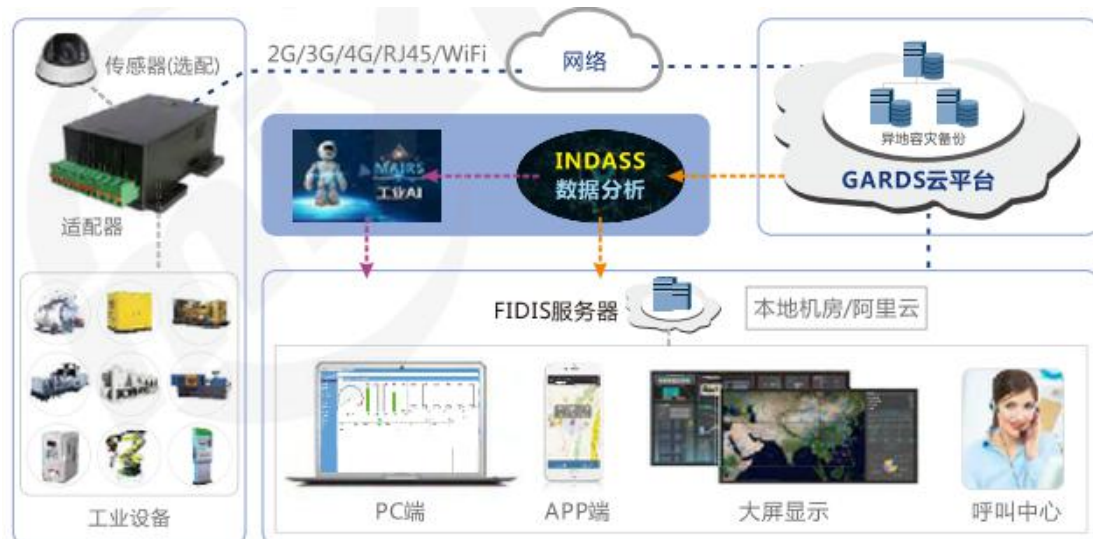 传感器(选配)
2G/3G/4G/RJ45/WiFi
网络
异地容灾备份
GARDS云平台
工业AI
INDASS
数据分析
适配器
FIDIS服务器
本地机房/阿里云
PC端
APP端
大屏显示
呼叫中心
工业设备